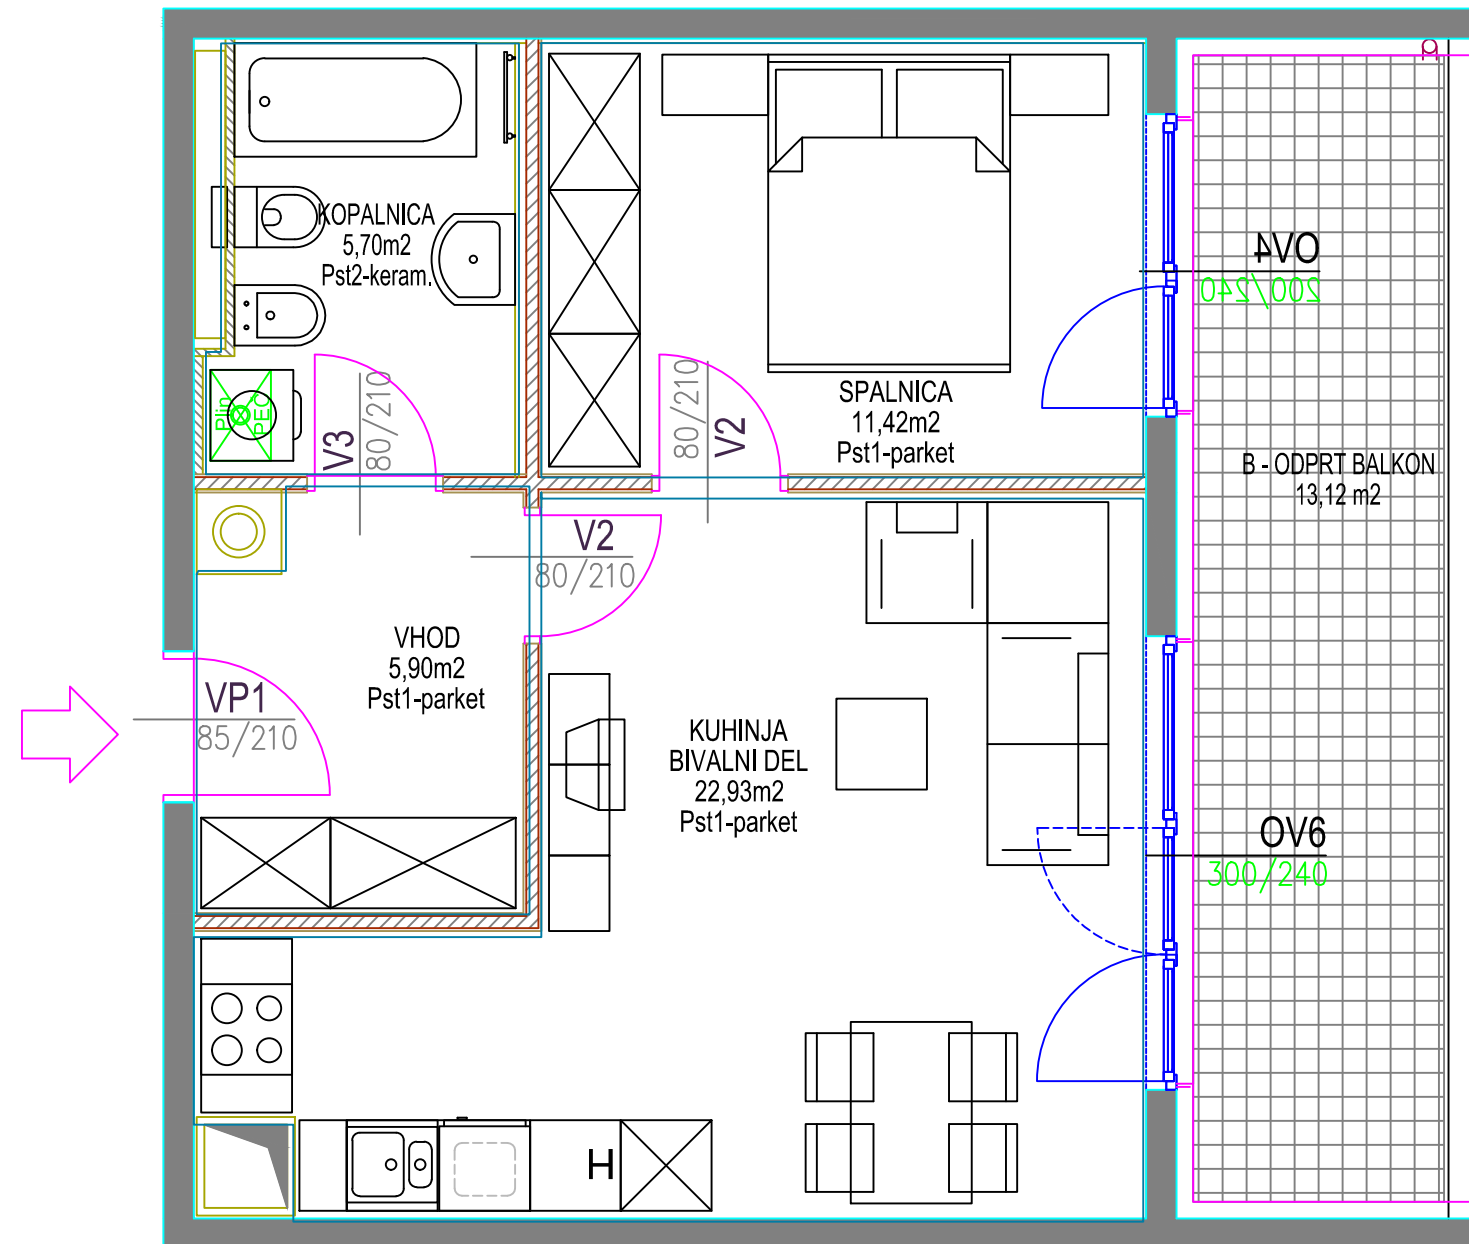 KOPALNICA
5,70m2
Pst2-keram.
Plin
PEČ
V3
80/210
80/210
V2
SPALNICA
11,42m2
Pst1-parket
OV4
200/240
B - ODPRT BALKON
13,12 m2
V2
80/210
VHOD
5,90m2
Pst1-parket
VP1
85/210
KUHINJA
BIVALNI DEL
22,93m2
Pst1-parket
OV6
300/240
H